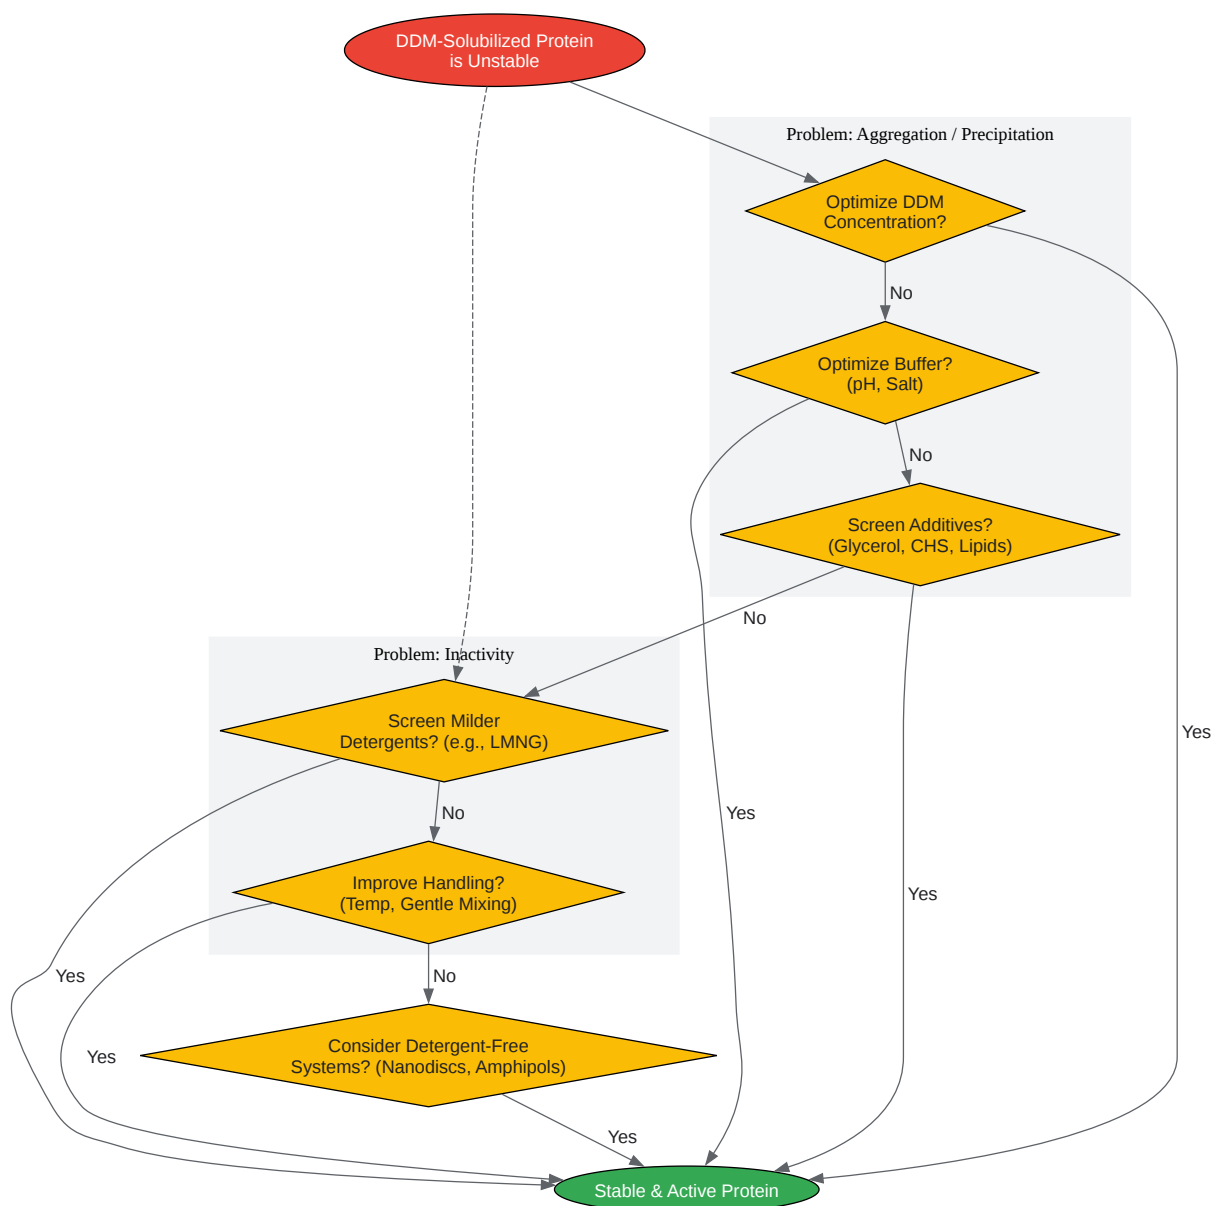 DDM-Solubilized Protein
is Unstable
Problem: Aggregation / Precipitation
Optimize DDM
Concentration?
No
Optimize Buffer?
(pH, Salt)
No
Screen Additives?
(Glycerol, CHS, Lipids)
No
Problem: Inactivity
Screen Milder
Detergents? (e.g., LMNG)
Yes
No
Yes
Improve Handling?
(Temp, Gentle Mixing)
Yes
Yes
No
Consider Detergent-Free
Systems? (Nanodiscs, Amphipols)
Yes
Yes
Stable & Active Protein